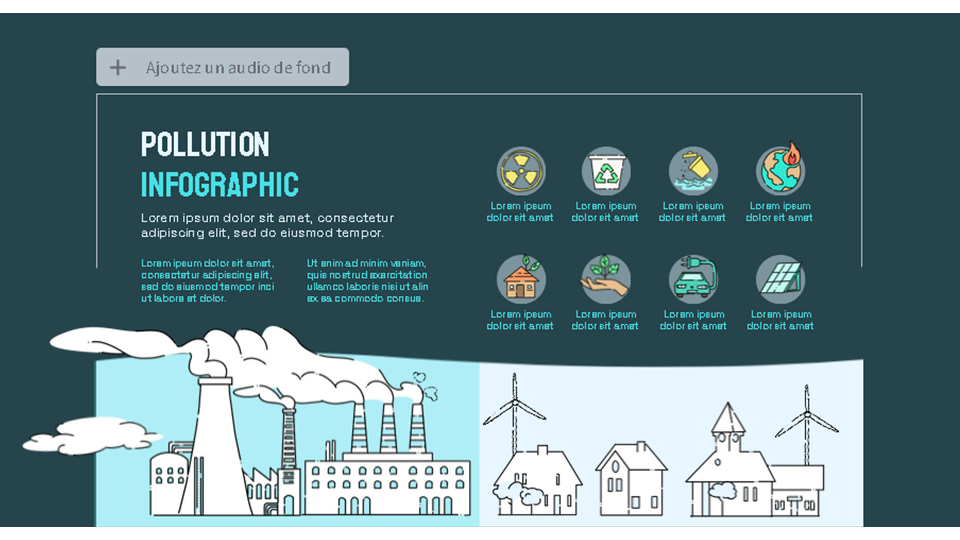 Ajoutez un audio de fond
POLLUTION
INFOGRAPHIC
Lorem ipsum dolor sit amet, consectetur
adipiscing elit, sed do eiusmod tempor.
Lorem ipsum dolor sit amet,
consectetur adipiscing elit,
sed do eiusmod tempor inci
ut labore et dolor.
Ut enim ad minim veniam,
quis nostrud exercitation
ullamco laboris nisi ut alin
ex ea commodo consue.
Lorem ipsum
dolor sit amet
Lorem ipsum
dolor sit amet
Lorem ipsum
dolor sit amet
Lorem ipsum
dolor sit amet
Lorem ipsum
dolor sit amet
Lorem ipsum
dolor sit amet
Lorem ipsum
dolor sit amet
Lorem ipsum
dolor sit amet